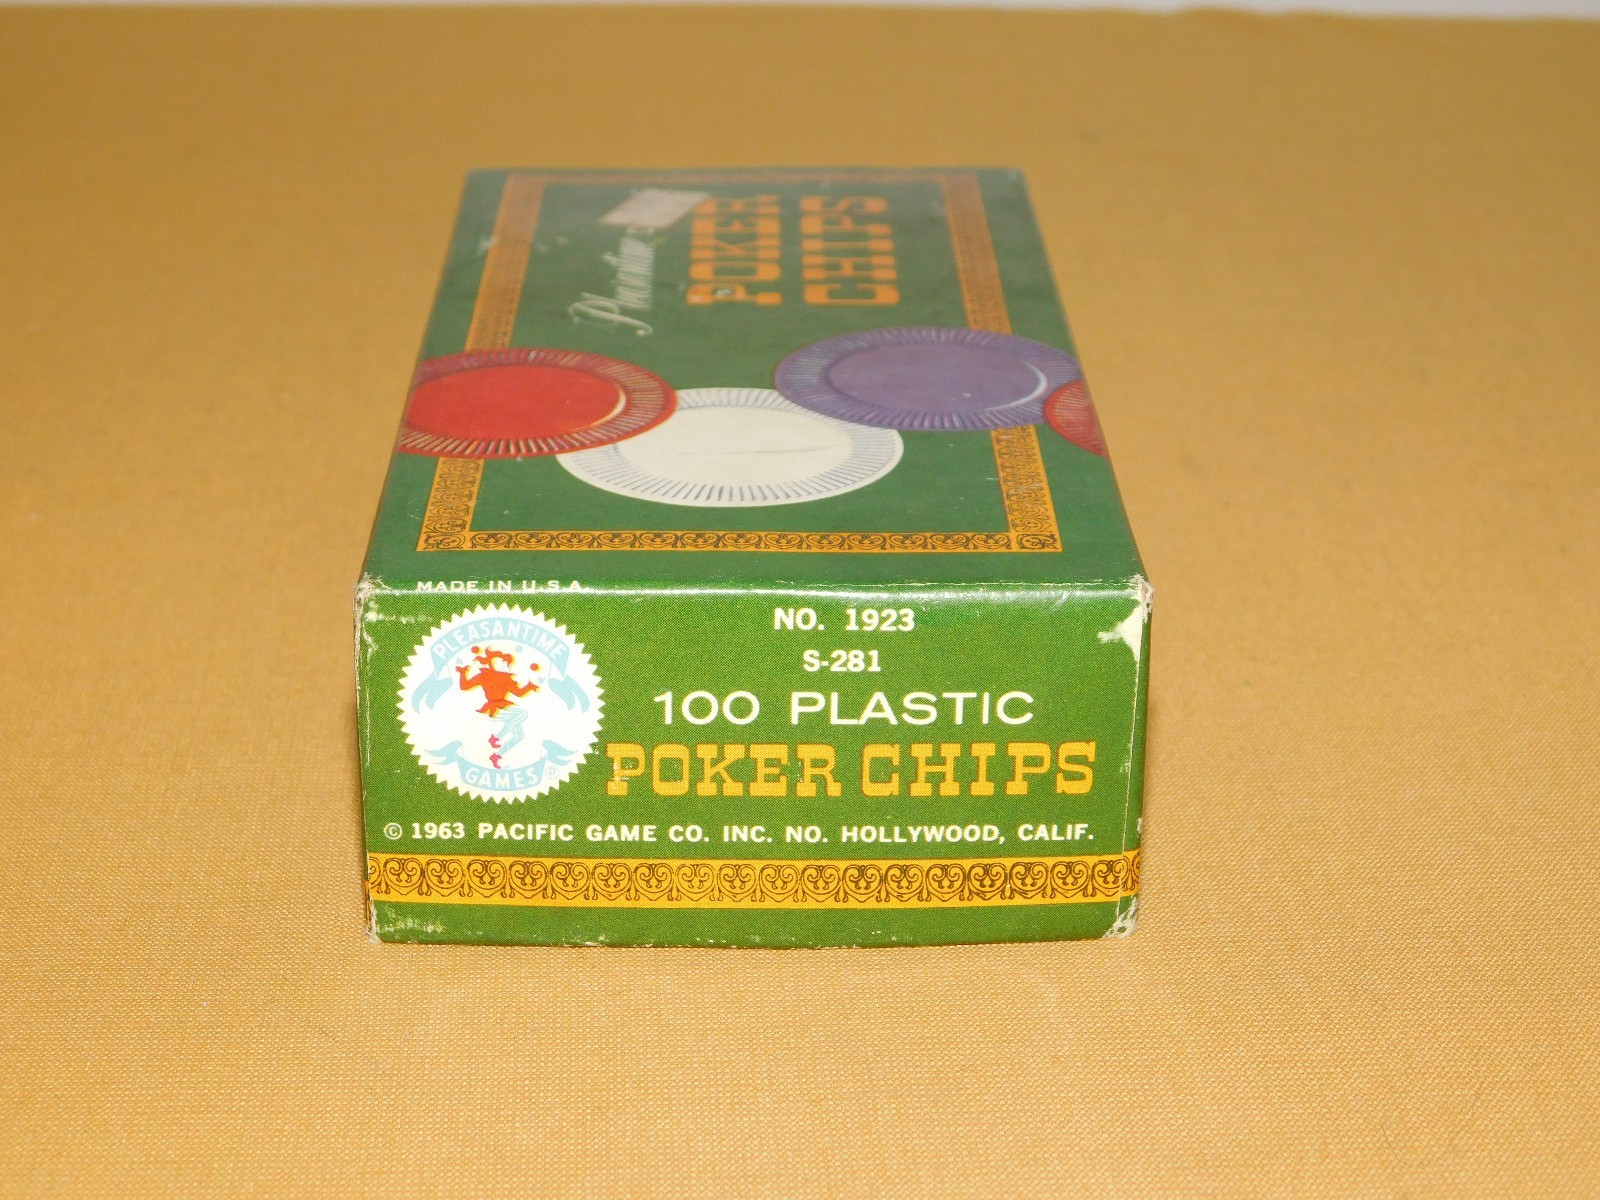 Pleasantime
POKER
CHIPS
MADE IN U.S.A.
PLEASANTIME
GAMES ®
NO. 1923
S-281
100 PLASTIC
POKER CHIPS
© 1963 PACIFIC GAME CO. INC. NO. HOLLYWOOD, CALIF.